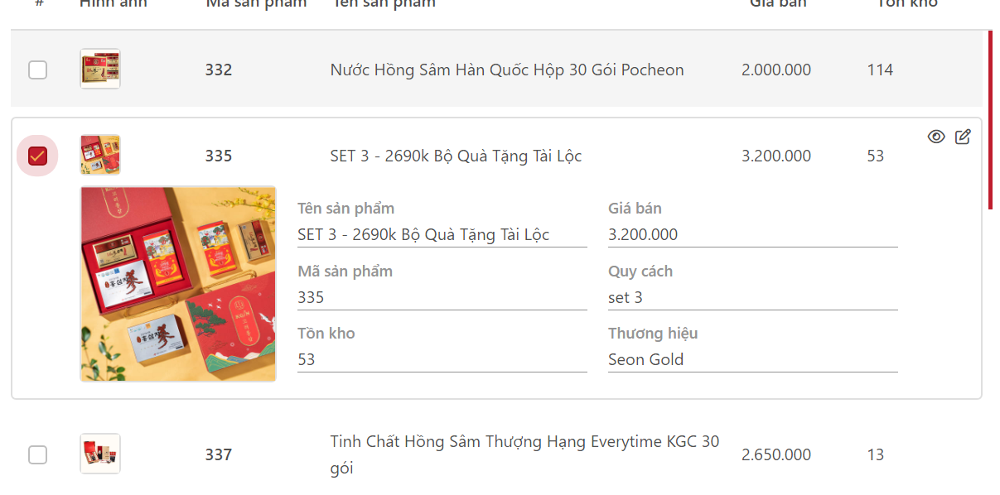 # Hình ảnh Mã sản phẩm Tên sản phẩm Giá bán Tồn kho
332 Nước Hồng Sâm Hàn Quốc Hộp 30 Gói Pocheon 2.000.000 114
335 SET 3 - 2690k Bộ Quà Tặng Tài Lộc 3.200.000 53
Tên sản phẩm Giá bán
SET 3 - 2690k Bộ Quà Tặng Tài Lộc 3.200.000
Mã sản phẩm Quy cách
335 set 3
Tồn kho Thương hiệu
53 Seon Gold
337 Tinh Chất Hồng Sâm Thượng Hạng Everytime KGC 30 2.650.000 13
gói